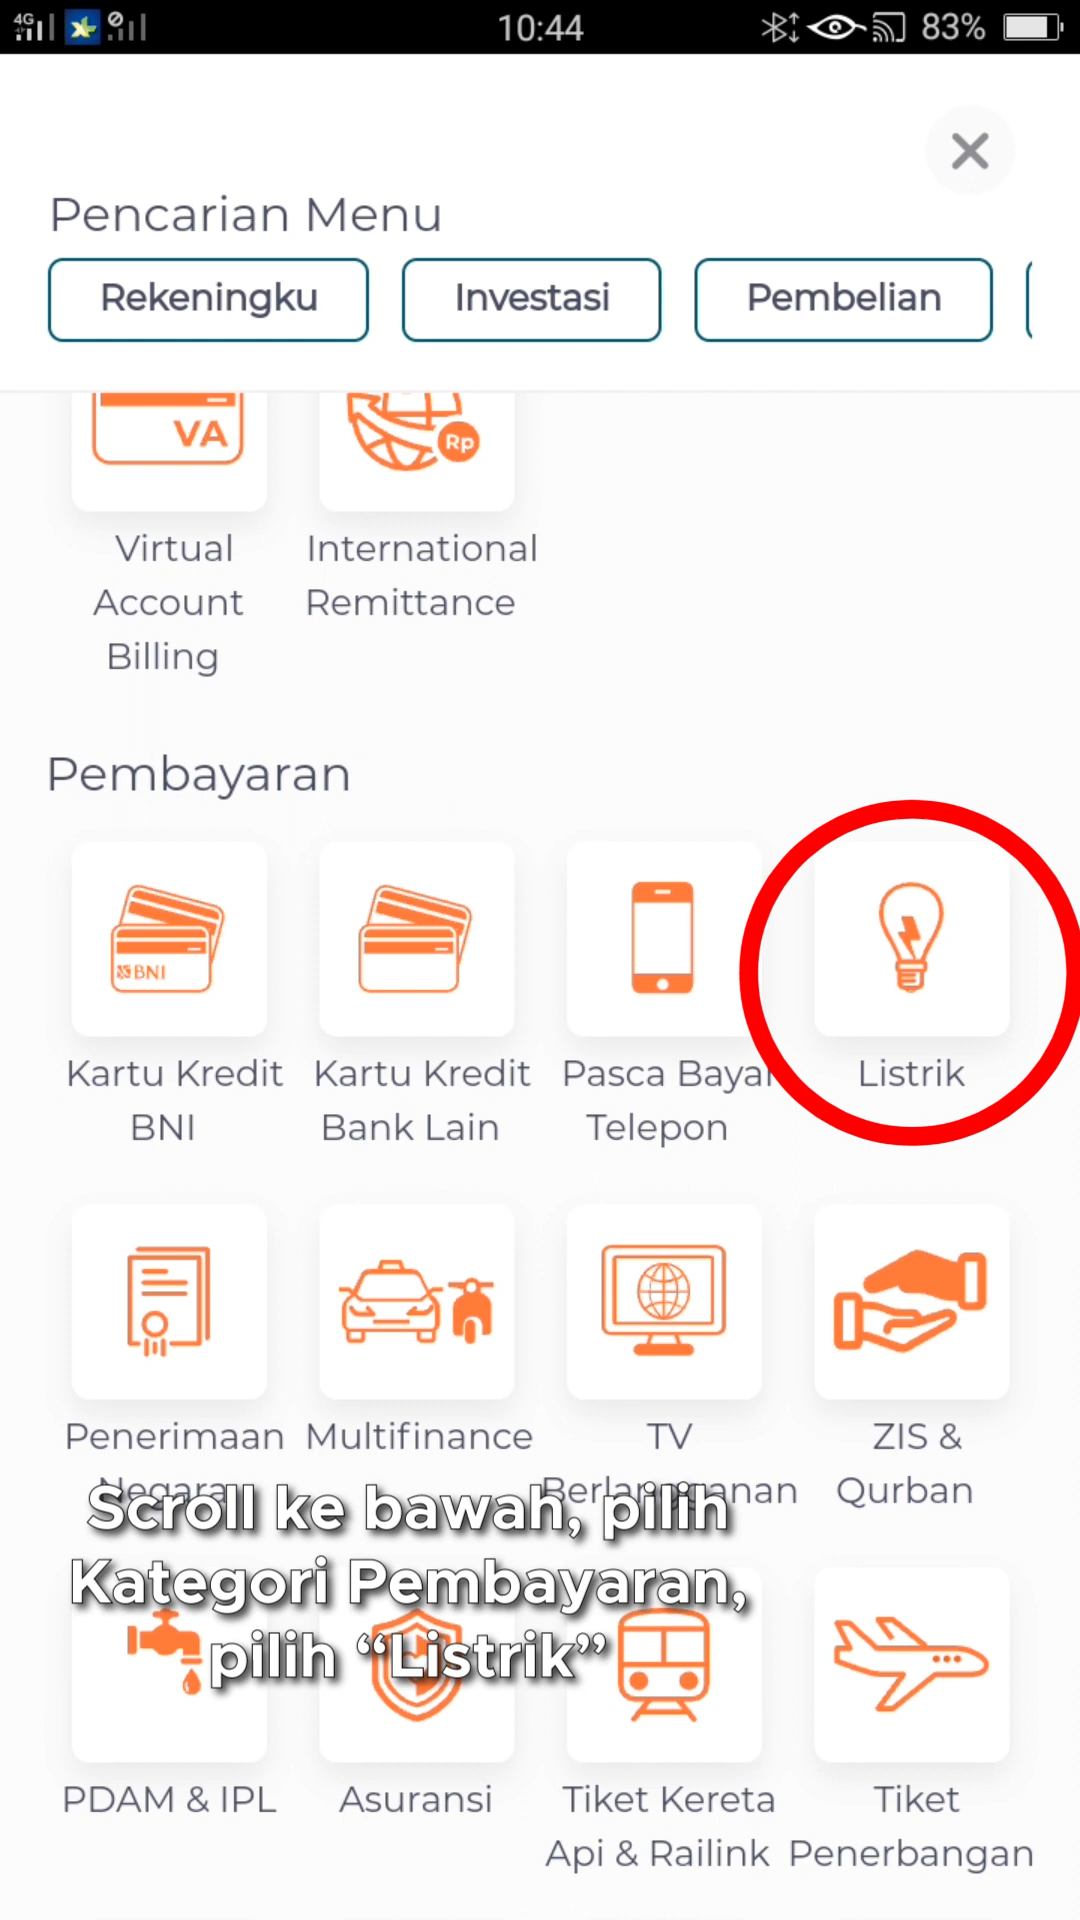 4G
10:44
83%
Pencarian Menu
Rekeningku
Investasi
Pembelian
VA
Rp
Virtual
Account
Billing
International
Remittance
Pembayaran
BNI
Kartu Kredit
BNI
Kartu Kredit
Bank Lain
Pasca Bayar
Telepon
Listrik
Penerimaan
Negara
Multifinance
TV
Berlangganan
ZIS &
Qurban
Scroll ke bawah, pilih
Kategori Pembayaran,
pilih “Listrik”
PDAM & IPL
Asuransi
Tiket Kereta
Api & Railink
Tiket
Penerbangan